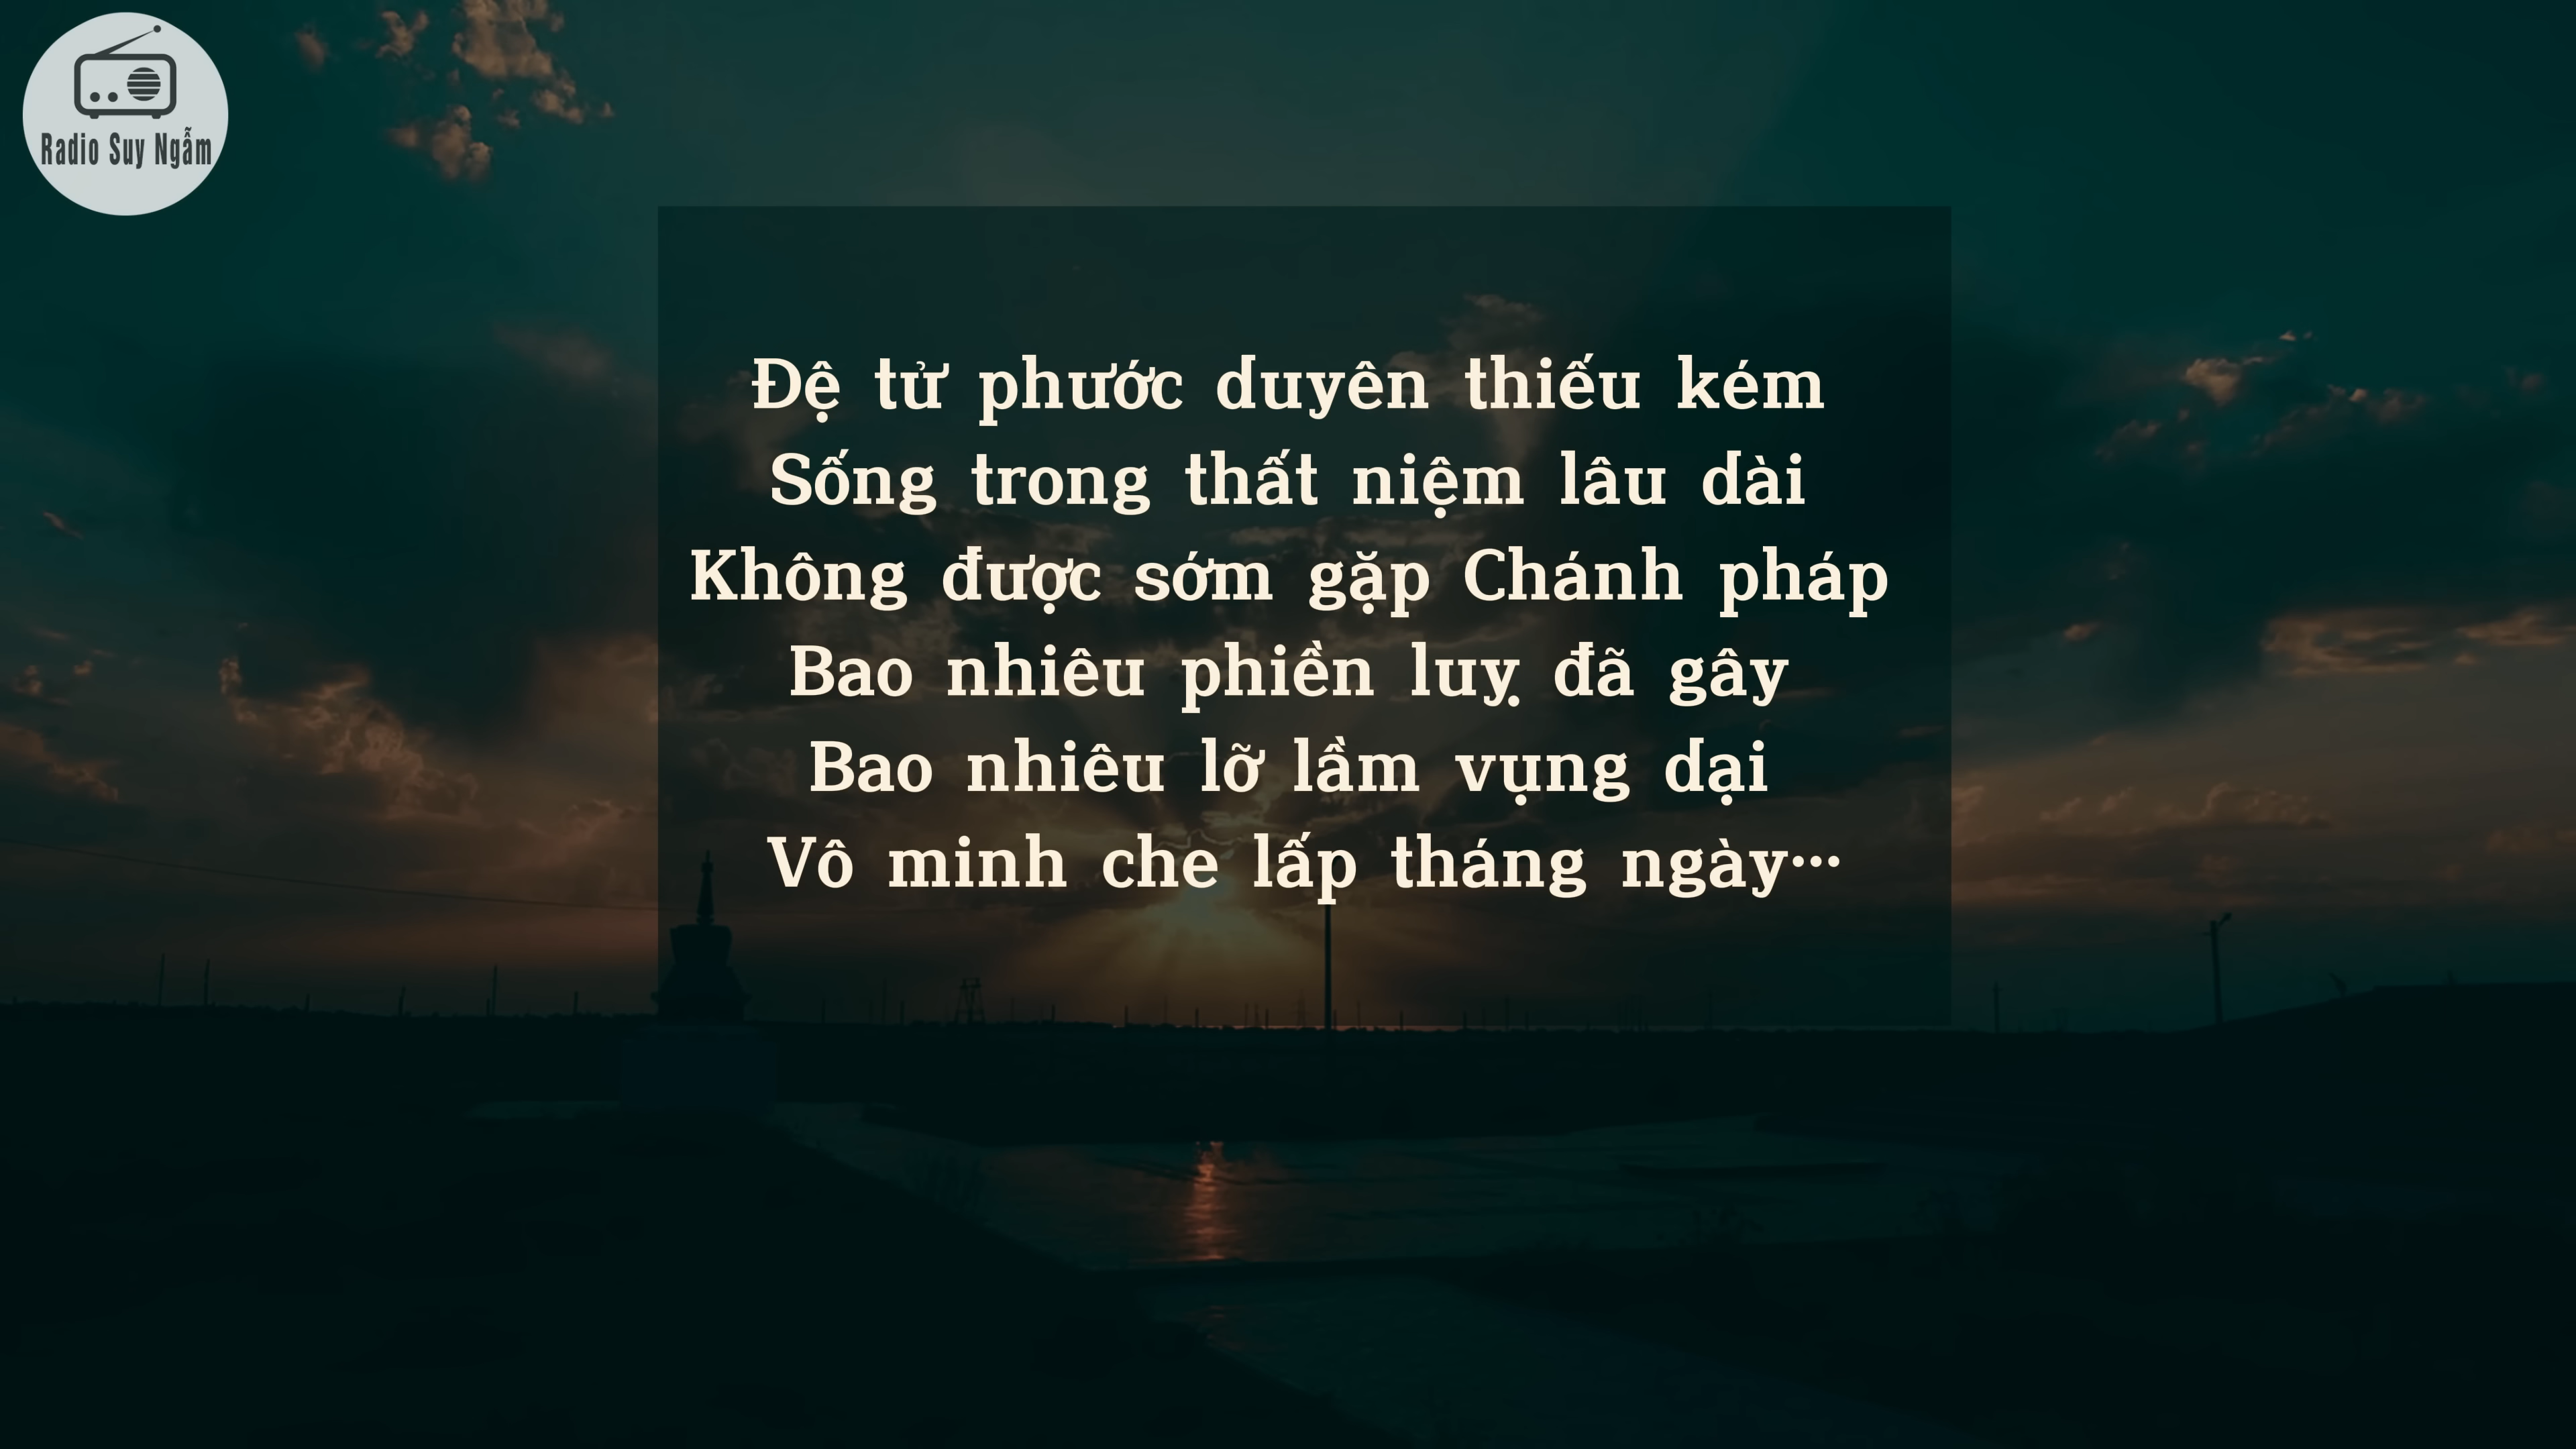 Radio Suy Ngẫm
Đệ tử phước duyên thiếu kém
Sống trong thất niệm lâu dài
Không được sớm gặp Chánh pháp
Bao nhiêu phiền luỵ đã gây
Bao nhiêu lỡ lầm vụng dại
Vô minh che lấp tháng ngày…